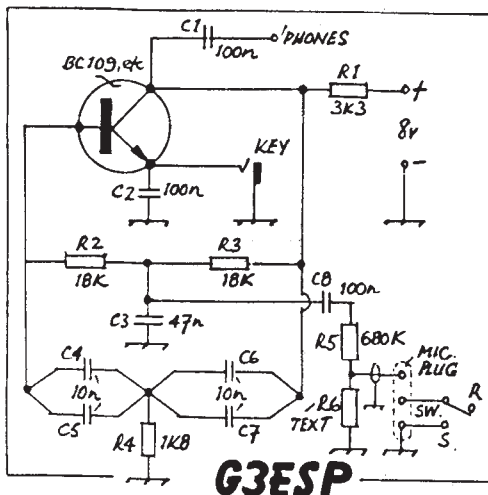 C1
100n
'PHONES
BC109, etc
R1
3K3
+
8v
-
KEY
C2
100n
R2
18K
R3
18K
C8
100n
C3
47n
R5
680K
MIC.
PLUG
C4
10n
C5
C6
10n
C7
R4
1K8
R6
TEXT
SW.
R
S
G3ESP